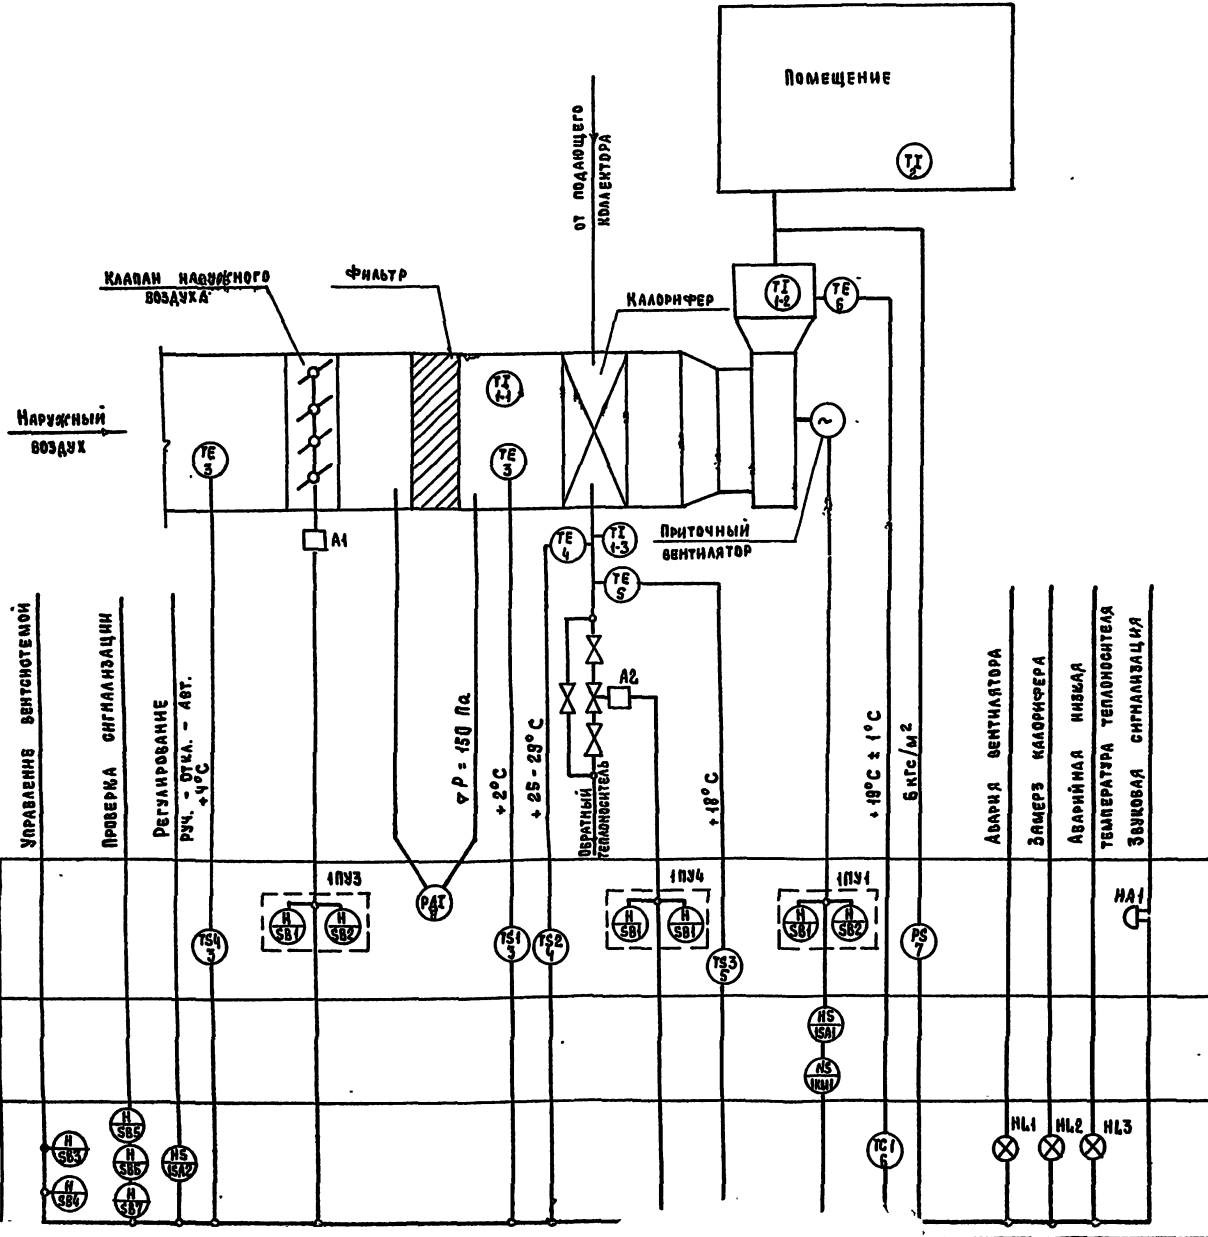 ПОМЕЩЕНИЕ
TI
2
ОТ ПОДАЮЩЕГО
КОЛЛЕКТОРА
КЛАПАН НАРУЖНОГО
ВОЗДУХА
ФИЛЬТР
КАЛОРИФЕР
TI
1-2
TE
6
TI
1-1
НАРУЖНЫЙ
ВОЗДУХ
TE
3
TE
3
~
A1
TE
4
TI
1-3
ПРИТОЧНЫЙ
ВЕНТИЛЯТОР
TE
5
A2
УПРАВЛЕНИЕ ВЕНТСИСТЕМОЙ
ПРОВЕРКА СИГНАЛИЗАЦИИ
РЕГУЛИРОВАНИЕ
РУЧ. - ОТКЛ. - АВТ.
+4°C
▽P = 150 Па
+2°C
+ 25 - 29°C
ОБРАТНЫЙ
ТЕПЛОНОСИТЕЛЬ
+18°C
+19°C ± 1°C
6 кгс/м²
АВАРИЯ ВЕНТИЛЯТОРА
ЗАМЕРЗ КАЛОРИФЕРА
АВАРИЙНАЯ НИЗКАЯ
ТЕМПЕРАТУРА ТЕПЛОНОСИТЕЛЯ
ЗВУКОВАЯ СИГНАЛИЗАЦИЯ
1ПУ3
1ПУ4
1ПУ1
HA1
PДI
H
SB1
H
SB2
H
SB1
H
SB1
H
SB1
H
SB2
TS4
3
TS1
3
TS2
4
TS3
5
PS
7
HS
1SA1
NS
1KM1
H
SB3
H
SB4
H
SB5
H
SB6
H
SB7
HS
1SA2
TC1
6
HL1
HL2
HL3